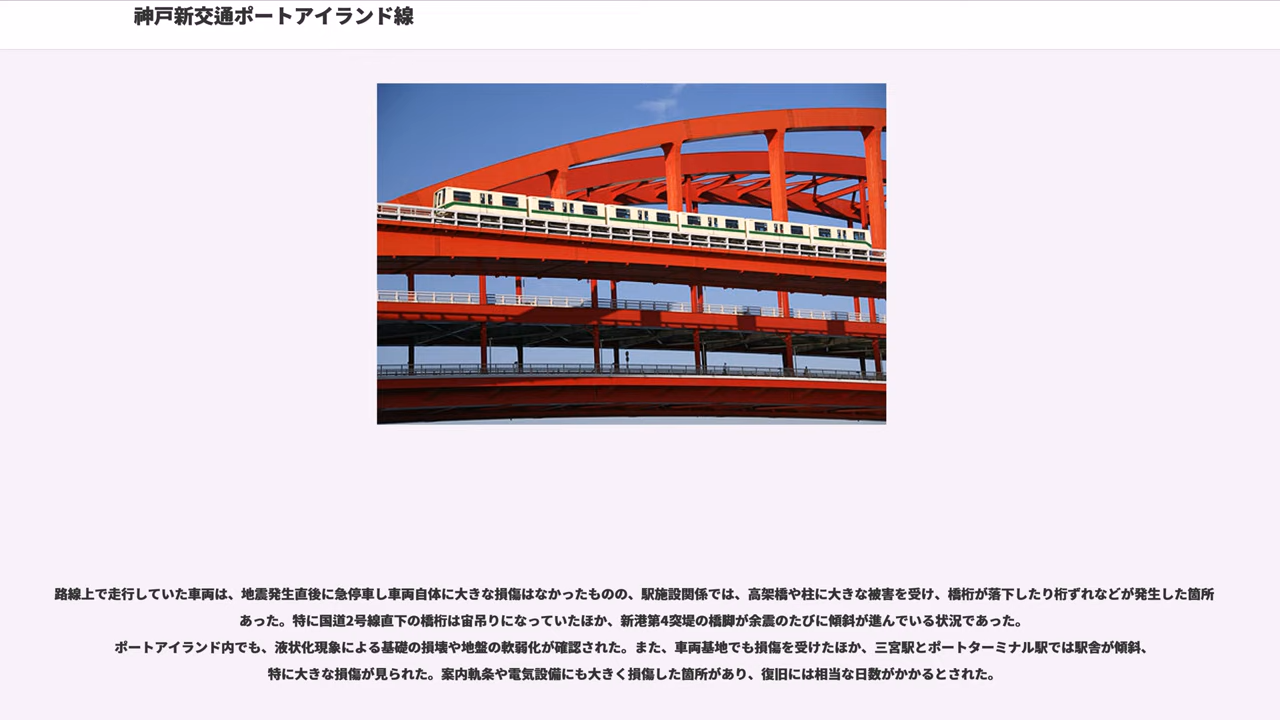 神戸新交通ポートアイランド線
路線上で走行していた車両は、地震発生直後に急停車し車両自体に大きな損傷はなかったものの、駅施設関係では、高架橋や柱に大きな被害を受け、橋桁が落下したり桁ずれなどが発生した箇所
あった。特に国道2号線直下の橋桁は宙吊りになっていたほか、新港第4突堤の橋脚が余震のたびに傾斜が進んでいる状況であった。
ポートアイランド内でも、液状化現象による基礎の損壊や地盤の軟弱化が確認された。また、車両基地でも損傷を受けたほか、三宮駅とポートターミナル駅では駅舎が傾斜、
特に大きな損傷が見られた。案内軌条や電気設備にも大きく損傷した箇所があり、復旧には相当な日数がかかるとされた。